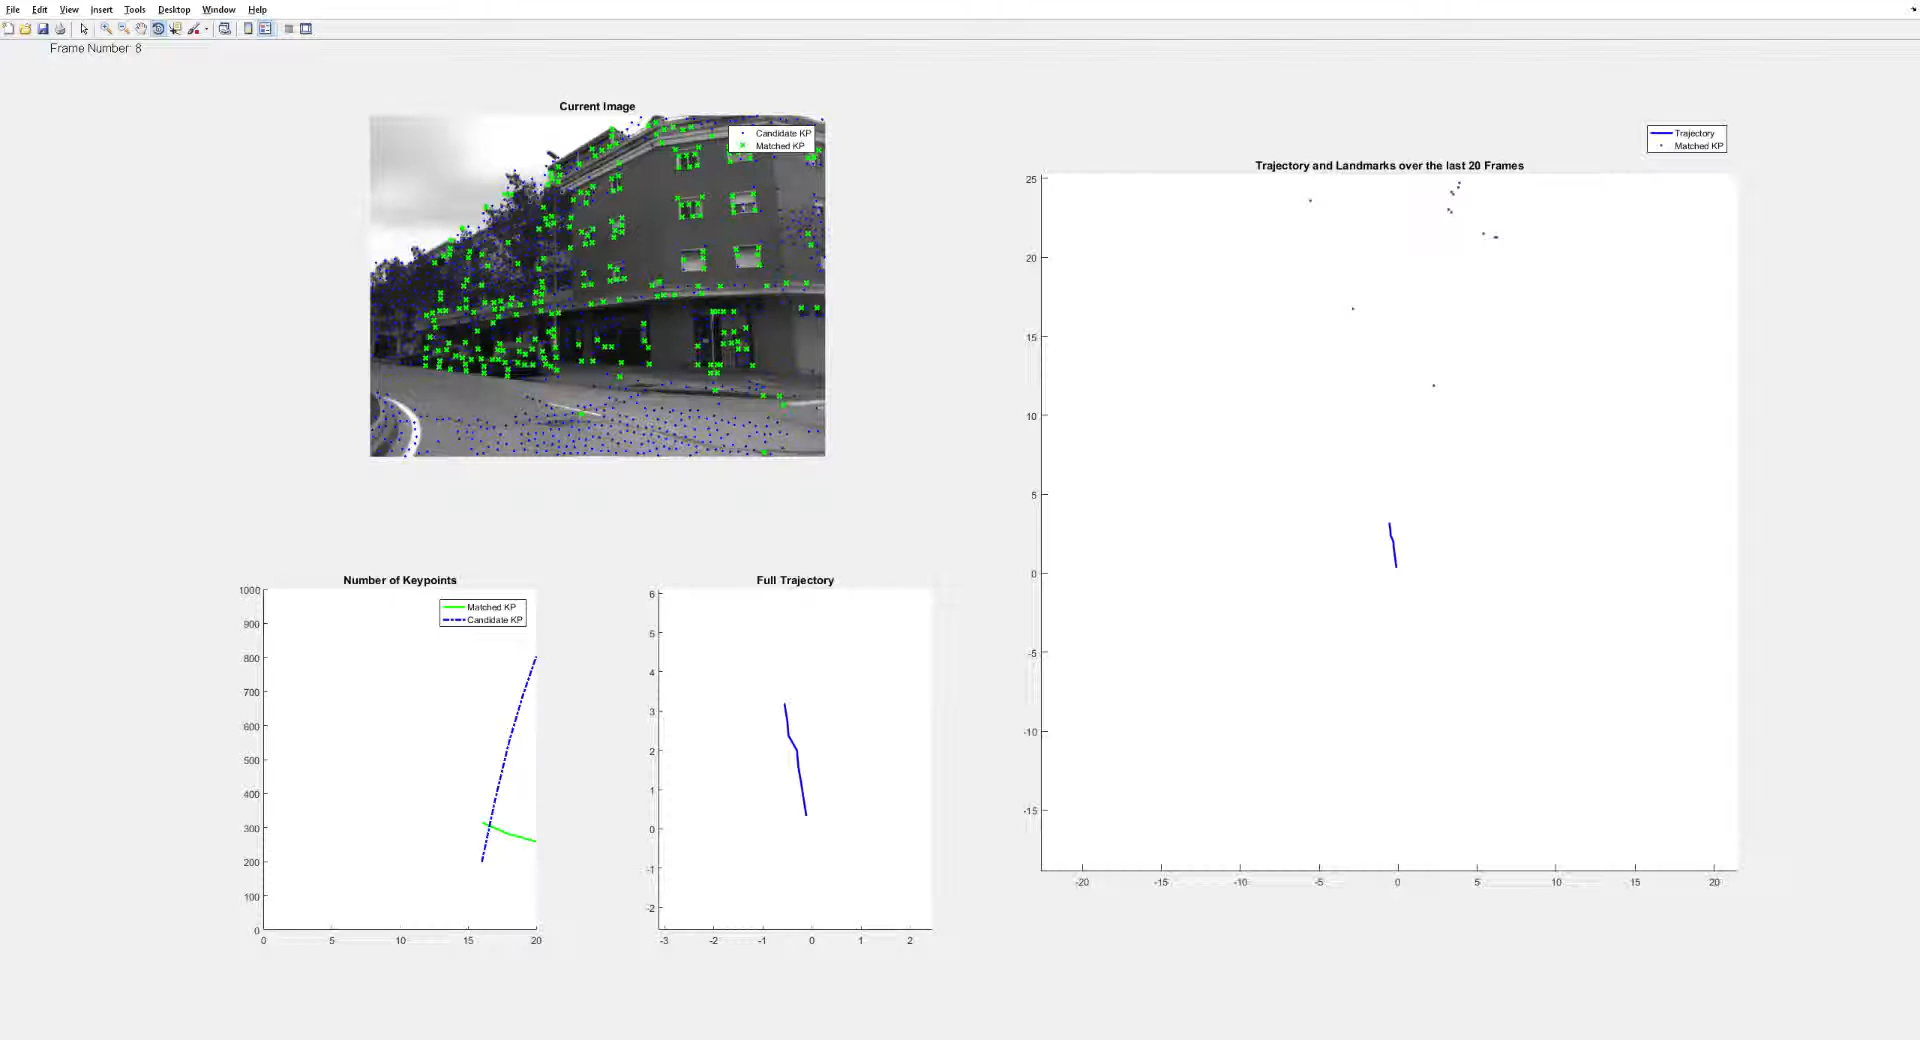 File Edit View Insert Tools Desktop Window Help
Frame Number: 8
Current Image
Candidate KP
Matched KP
Trajectory
Matched KP
Trajectory and Landmarks over the last 20 Frames
25
20
15
10
5
0
-5
-10
-15
-20 -15 -10 -5 0 5 10 15 20
Number of Keypoints
Matched KP
Candidate KP
1000
900
800
700
600
500
400
300
200
100
0
0 5 10 15 20
Full Trajectory
6
5
4
3
2
1
0
-1
-2
-3 -2 -1 0 1 2